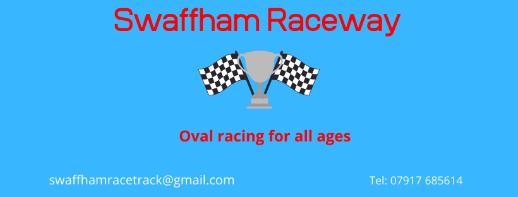 Swaffham Raceway
Oval racing for all ages
swaffhamracetrack@gmail.com Tel: 07917 685614